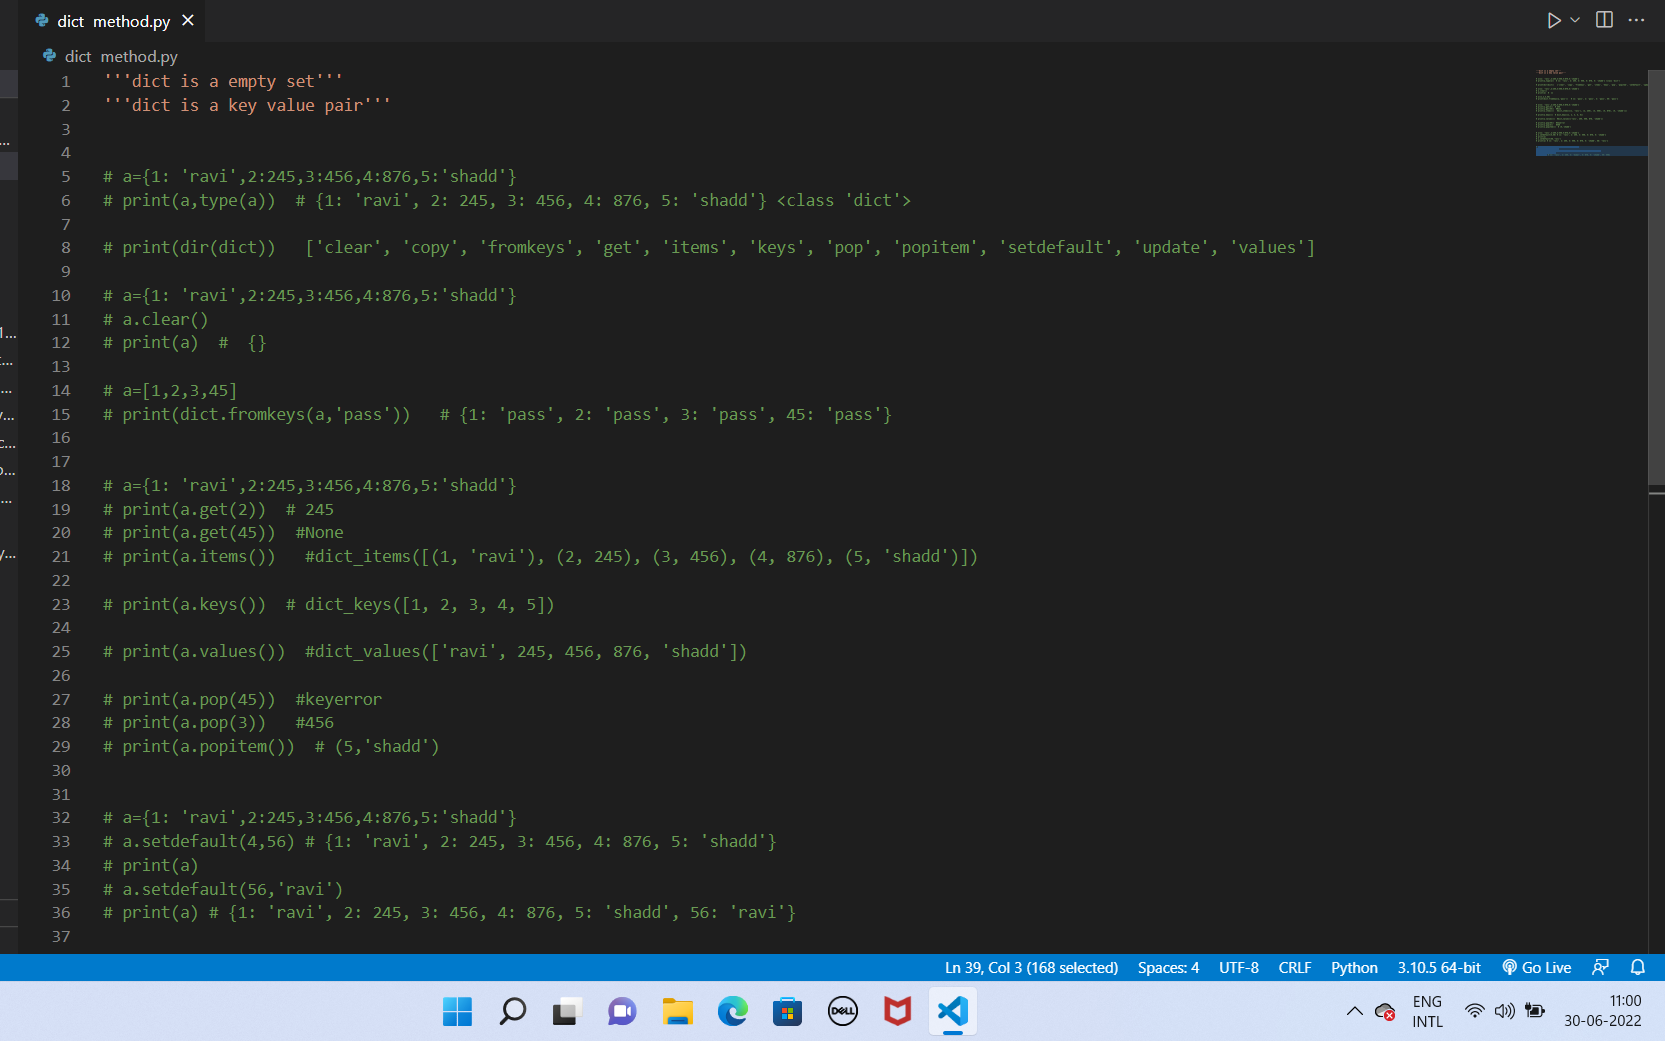 dict  method.py
dict  method.py
1 '''dict is a empty set'''
2 '''dict is a key value pair'''
3
4
5 # a={1: 'ravi',2:245,3:456,4:876,5:'shadd'}
6 # print(a,type(a))  # {1: 'ravi', 2: 245, 3: 456, 4: 876, 5: 'shadd'} <class 'dict'>
7
8 # print(dir(dict))   ['clear', 'copy', 'fromkeys', 'get', 'items', 'keys', 'pop', 'popitem', 'setdefault', 'update', 'values']
9
10 # a={1: 'ravi',2:245,3:456,4:876,5:'shadd'}
11 # a.clear()
12 # print(a)  #  {}
13
14 # a=[1,2,3,45]
15 # print(dict.fromkeys(a,'pass'))   # {1: 'pass', 2: 'pass', 3: 'pass', 45: 'pass'}
16
17
18 # a={1: 'ravi',2:245,3:456,4:876,5:'shadd'}
19 # print(a.get(2))  # 245
20 # print(a.get(45))  #None
21 # print(a.items())   #dict_items([(1, 'ravi'), (2, 245), (3, 456), (4, 876), (5, 'shadd')])
22
23 # print(a.keys())  # dict_keys([1, 2, 3, 4, 5])
24
25 # print(a.values())  #dict_values(['ravi', 245, 456, 876, 'shadd'])
26
27 # print(a.pop(45))  #keyerror
28 # print(a.pop(3))   #456
29 # print(a.popitem())  # (5,'shadd')
30
31
32 # a={1: 'ravi',2:245,3:456,4:876,5:'shadd'}
33 # a.setdefault(4,56) # {1: 'ravi', 2: 245, 3: 456, 4: 876, 5: 'shadd'}
34 # print(a)
35 # a.setdefault(56,'ravi')
36 # print(a) # {1: 'ravi', 2: 245, 3: 456, 4: 876, 5: 'shadd', 56: 'ravi'}
37
Ln 39, Col 3 (168 selected) Spaces: 4 UTF-8 CRLF Python 3.10.5 64-bit Go Live
DELL ENG 11:00
INTL 30-06-2022